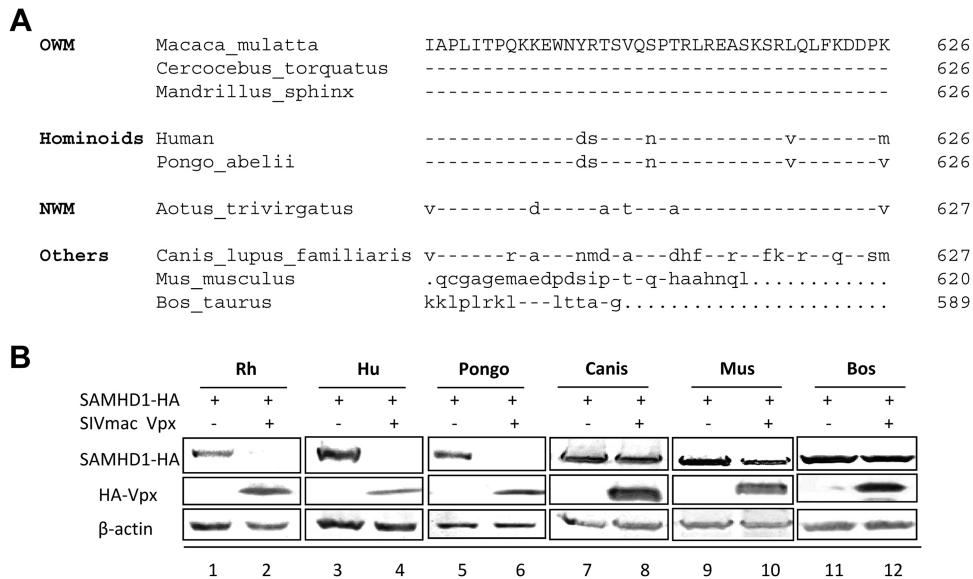 A
OWM Macaca_mulatta IAPLITPQKKEWNYRTSVQSPTRLREASKSRLQLFKDDPK 626
Cercocebus_torquatus ---------------------------------------- 626
Mandrillus_sphinx ---------------------------------------- 626
Hominoids Human -------------ds----n-----------v-------m 626
Pongo_abelii -------------ds----n-----------v-------v 626
NWM Aotus_trivirgatus v--------d-----a-t---a-----------------v 627
Others Canis_lupus_familiaris v------r-a---nmd-a---dhf--r--fk-r--q--sm 627
Mus_musculus .qcgagemaedpdsip-t-q-haahnql............ 620
Bos_taurus kklplrkl---ltta-g....................... 589
B
Rh Hu Pongo Canis Mus Bos
SAMHD1-HA + + + + + + + + + + + +
SIVmac Vpx - + - + - + - + - + - +
SAMHD1-HA
HA-Vpx
β-actin
1 2 3 4 5 6 7 8 9 10 11 12